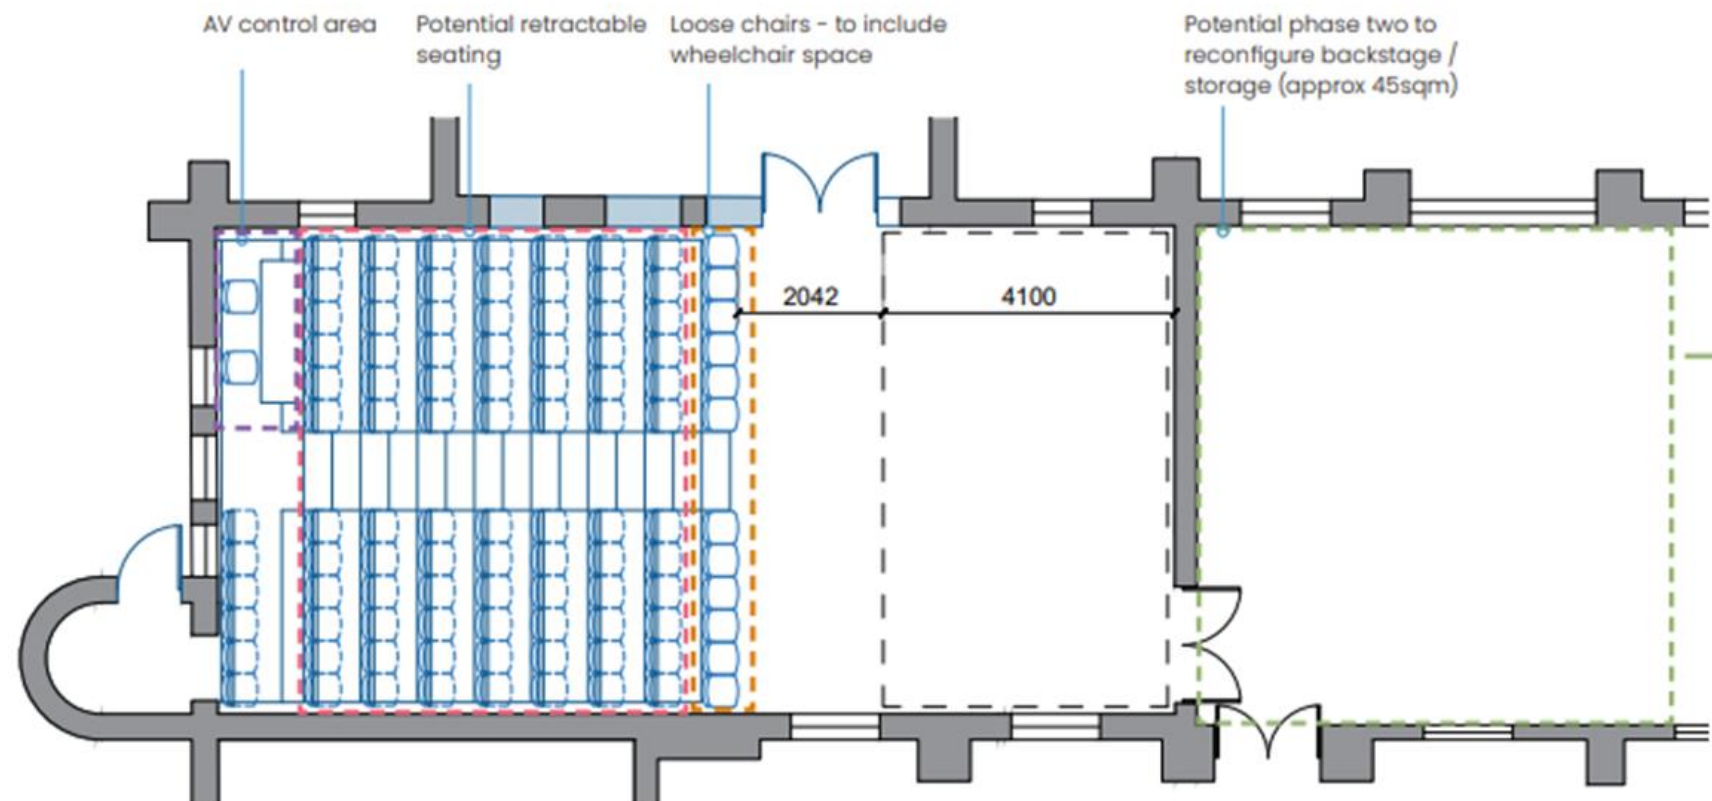 AV control area
Potential retractable
seating
Loose chairs - to include
wheelchair space
Potential phase two to
reconfigure backstage /
storage (approx 45sqm)
2042
4100